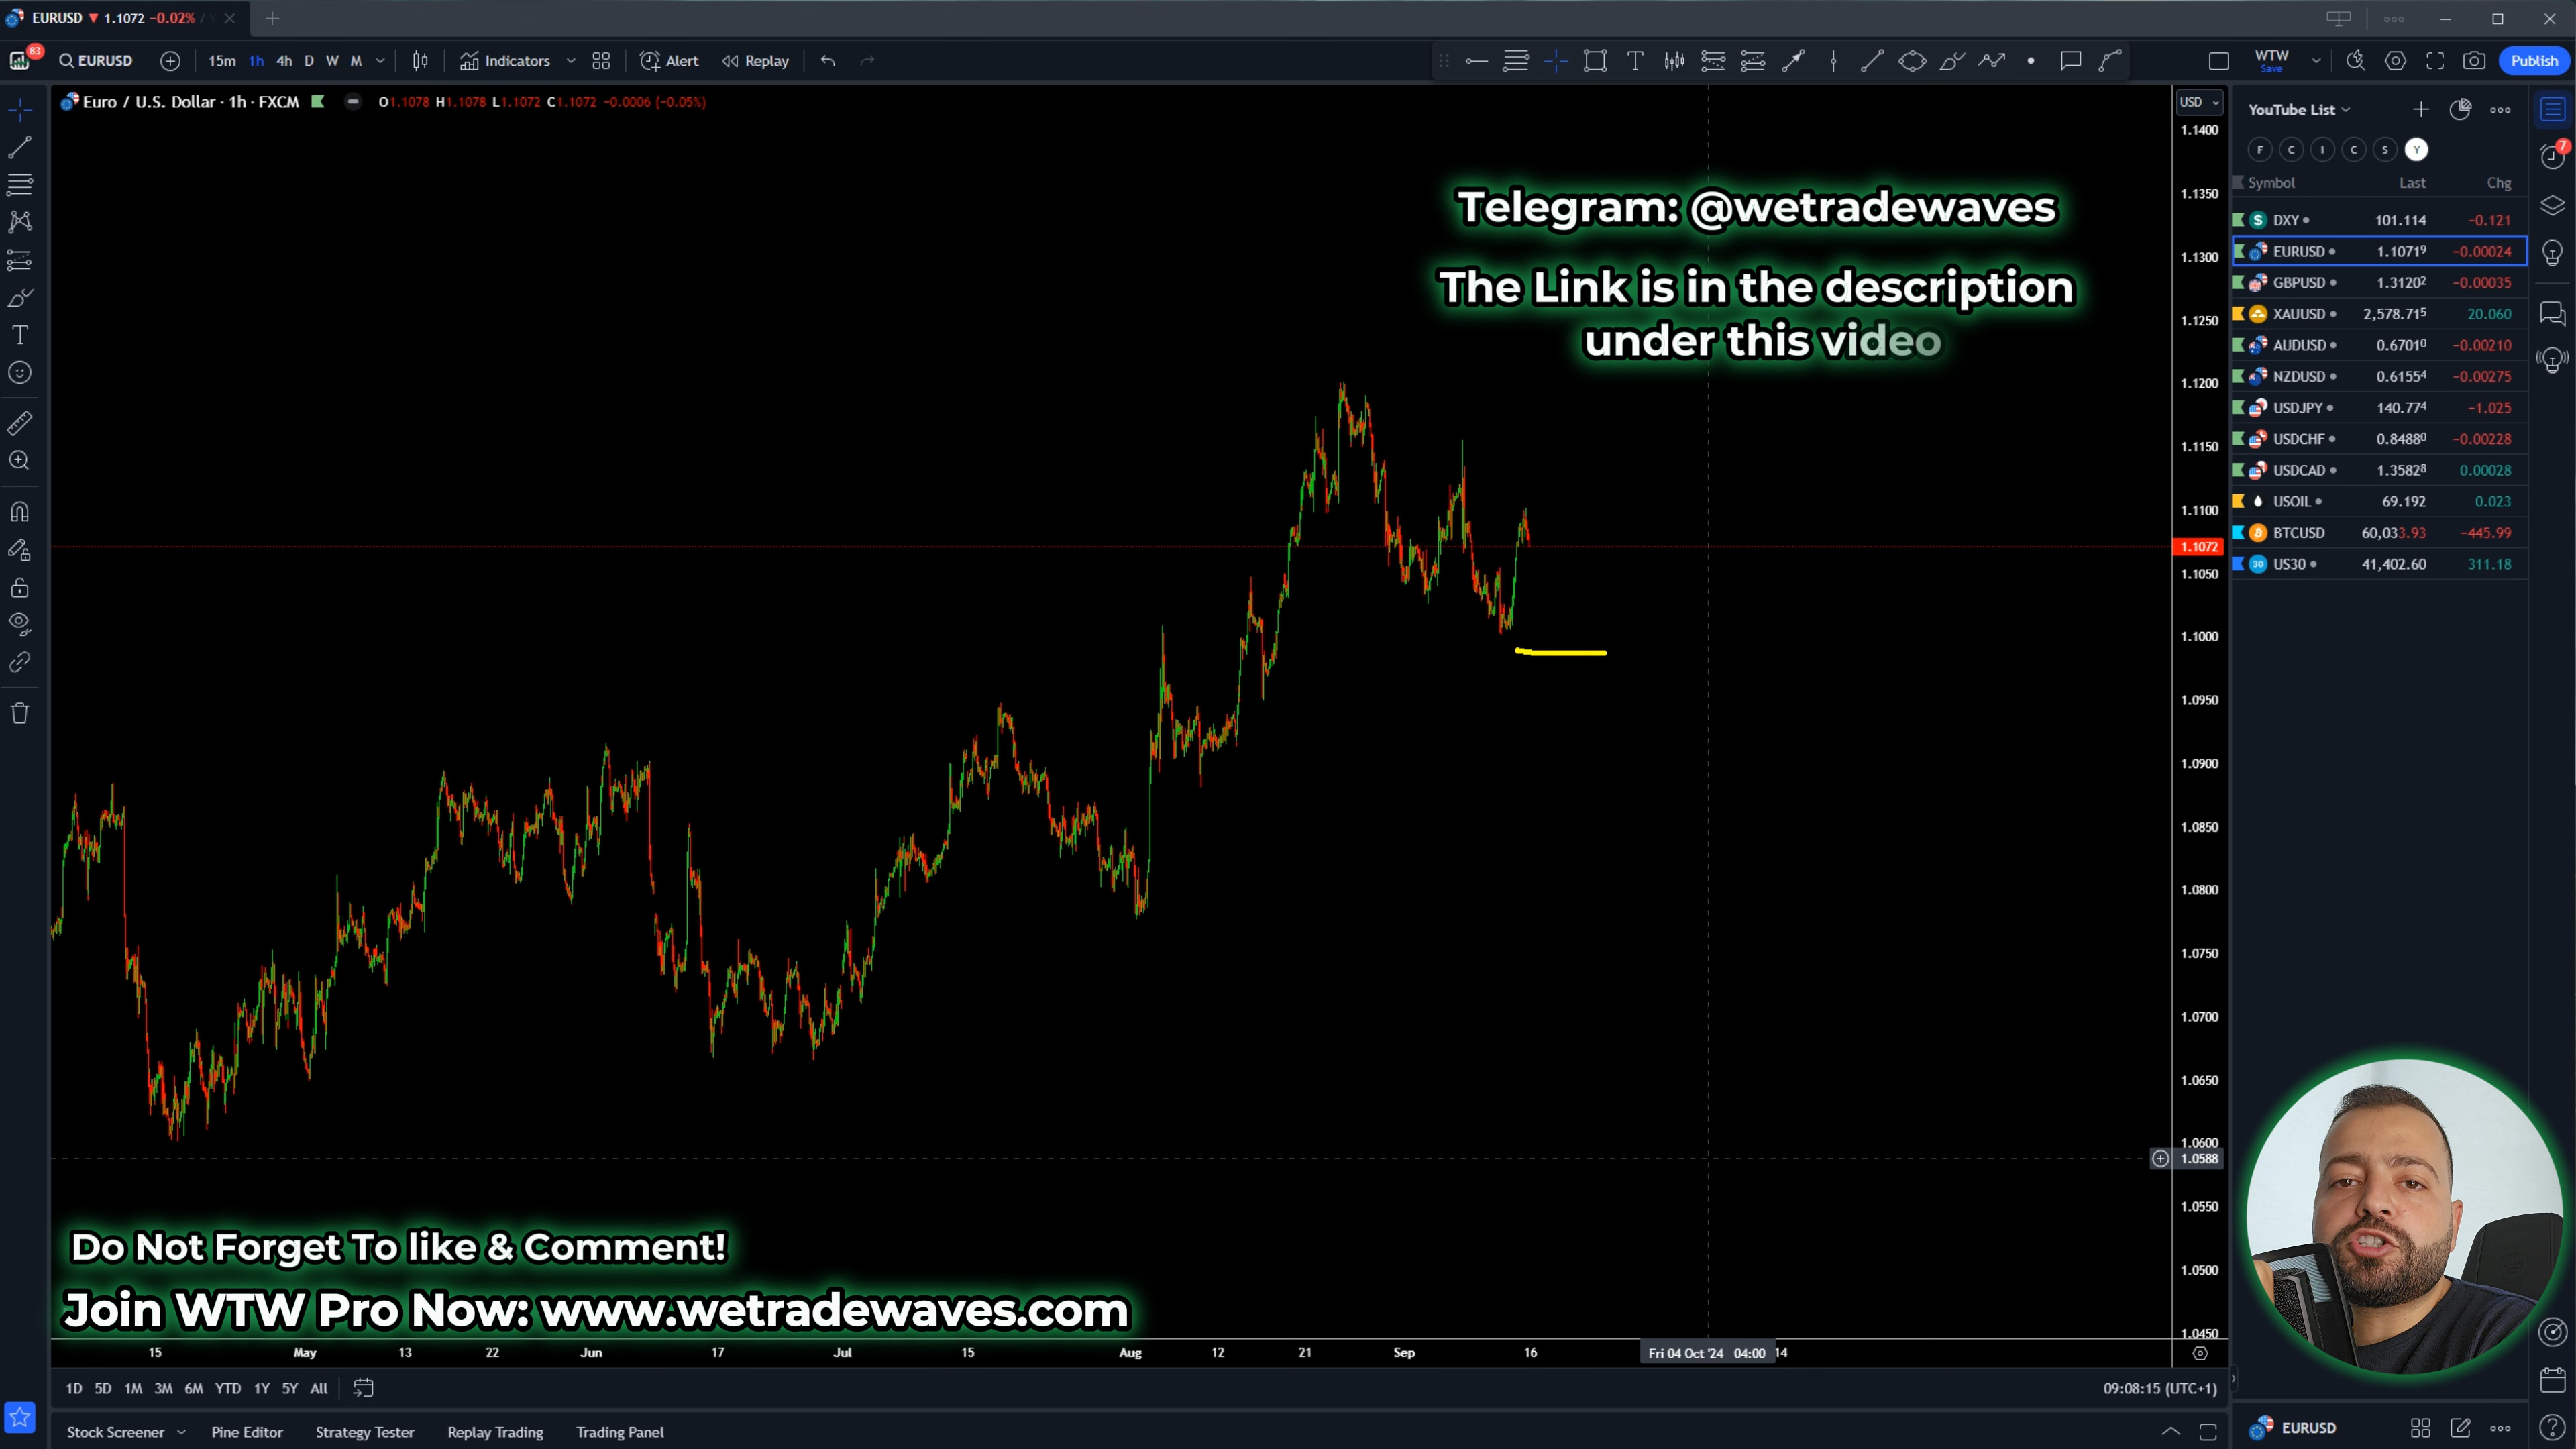 EURUSD ▼ 1.1072 −0.02% /
83 EURUSD 15m 1h 4h D W M Indicators Alert Replay WTW Save Publish
Euro / U.S. Dollar · 1h · FXCM O1.1078 H1.1078 L1.1072 C1.1072 −0.0006 (−0.05%)
USD
1.1400
1.1350
1.1300
1.1250
1.1200
1.1150
1.1100
1.1072
1.1050
1.1000
1.0950
1.0900
1.0850
1.0800
1.0750
1.0700
1.0650
1.0600
1.0588
1.0550
1.0500
1.0450
Telegram: @wetradewaves
The Link is in the description
under this video
YouTube List
F C I C S Y
7
Symbol Last Chg
DXY 101.114 −0.121
EURUSD 1.10719 −0.00024
GBPUSD 1.31202 −0.00035
XAUUSD 2,578.715 20.060
AUDUSD 0.67010 −0.00210
NZDUSD 0.61554 −0.00275
USDJPY 140.774 −1.025
USDCHF 0.84880 −0.00228
USDCAD 1.35828 0.00028
USOIL 69.192 0.023
BTCUSD 60,033.93 −445.99
30 US30 41,402.60 311.18
Do Not Forget To like & Comment!
Join WTW Pro Now: www.wetradewaves.com
15 May 13 22 Jun 17 Jul 15 Aug 12 21 Sep 16 Fri 04 Oct '24 04:00 14
1D 5D 1M 3M 6M YTD 1Y 5Y All 09:08:15 (UTC+1)
Stock Screener Pine Editor Strategy Tester Replay Trading Trading Panel EURUSD